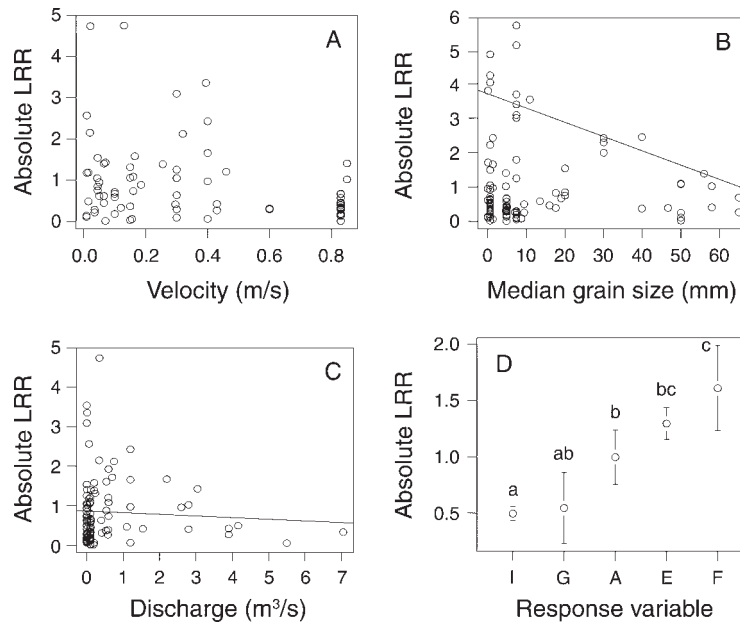 A
Absolute LRR
5
4
3
2
1
0
0.0 0.2 0.4 0.6 0.8
Velocity (m/s)
B
Absolute LRR
6
5
4
3
2
1
0
0 10 20 30 40 50 60
Median grain size (mm)
C
Absolute LRR
5
4
3
2
1
0
0 1 2 3 4 5 6 7
Discharge (m³/s)
D
Absolute LRR
2.0
1.5
1.0
0.5
a
ab
b
bc
c
I G A E F
Response variable